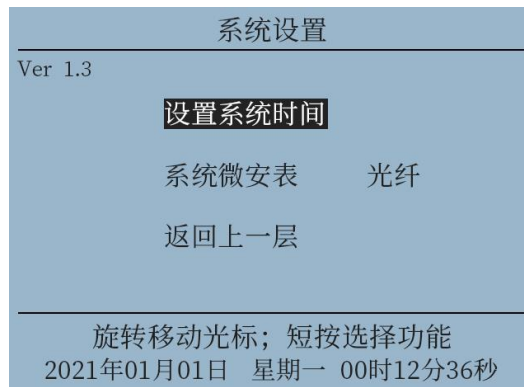 系统设置
Ver 1.3
设置系统时间
系统微安表 光纤
返回上一层
旋转移动光标；短按选择功能
2021年01月01日 星期一 00时12分36秒